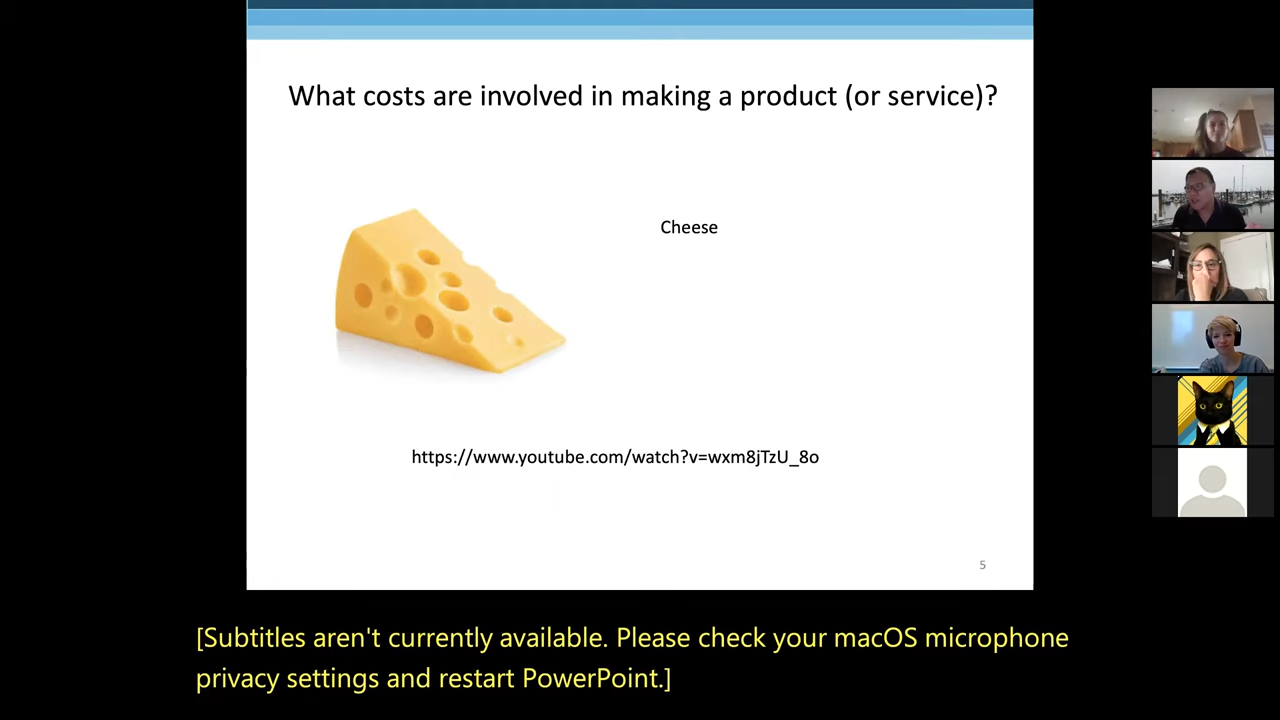 What costs are involved in making a product (or service)?
Cheese
https://www.youtube.com/watch?v=wxm8jTzU_8o
5
[Subtitles aren't currently available. Please check your macOS microphone
privacy settings and restart PowerPoint.]